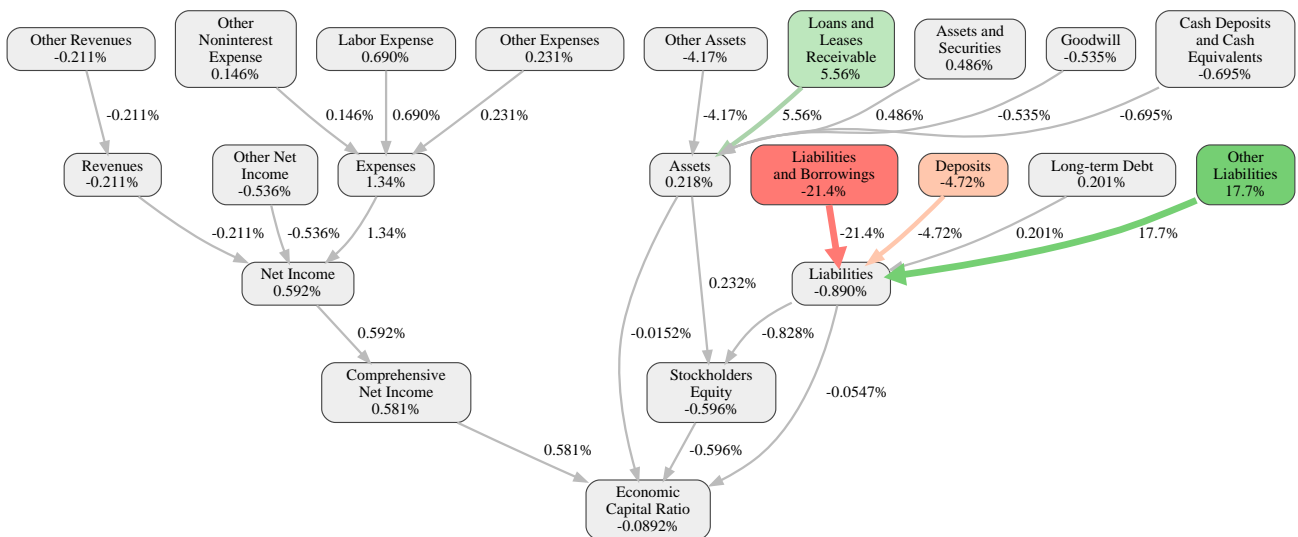 Other Revenues
-0.211%
Other
Noninterest
Expense
0.146%
Labor Expense
0.690%
Other Expenses
0.231%
Other Assets
-4.17%
Loans and
Leases
Receivable
5.56%
Assets and
Securities
0.486%
Goodwill
-0.535%
Cash Deposits
and Cash
Equivalents
-0.695%
-0.211%
0.146%
0.690%
0.231%
-4.17%
5.56%
0.486%
-0.535%
-0.695%
Revenues
-0.211%
Other Net
Income
-0.536%
Expenses
1.34%
Assets
0.218%
Liabilities
and Borrowings
-21.4%
Deposits
-4.72%
Long-term Debt
0.201%
Other
Liabilities
17.7%
-0.211%
-0.536%
1.34%
-21.4%
-4.72%
0.201%
17.7%
Net Income
0.592%
0.232%
Liabilities
-0.890%
0.592%
-0.0152%
-0.828%
-0.0547%
Comprehensive
Net Income
0.581%
Stockholders
Equity
-0.596%
0.581%
-0.596%
Economic
Capital Ratio
-0.0892%